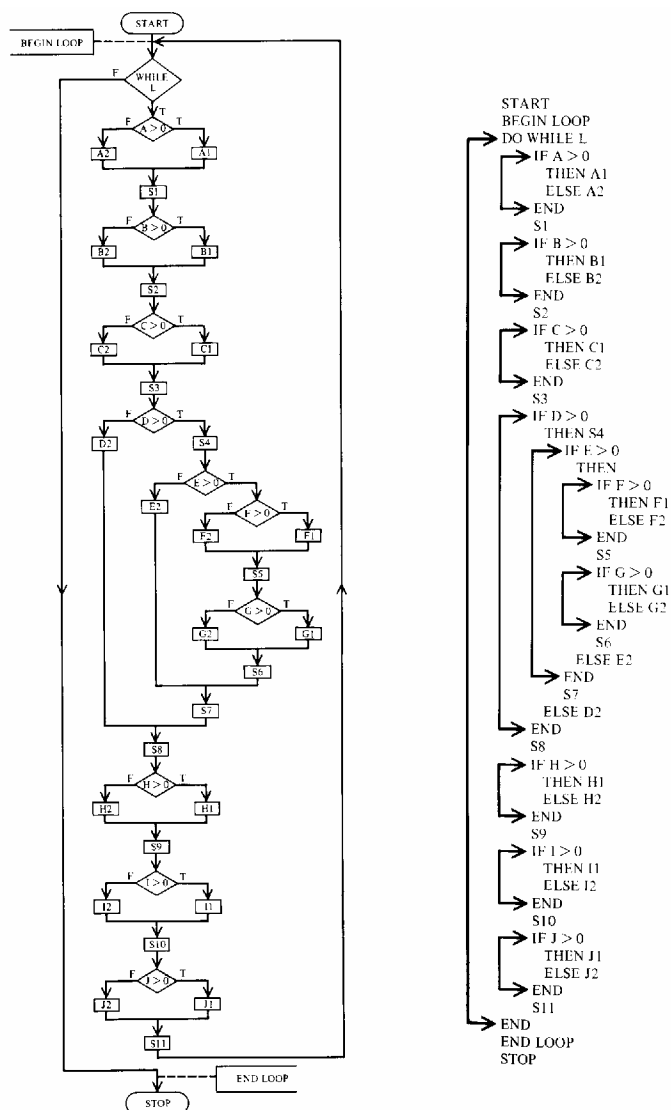 START
BEGIN LOOP
F
WHILE
L
T
F A > 0 T
A2 A1
S1
F B > 0 T
B2 B1
S2
F C > 0 T
C2 C1
S3
F D > 0 T
D2 S4
F E > 0 T
E2
F F > 0 T
F2 F1
S5
F G > 0 T
G2 G1
S6
S7
S8
F H > 0 T
H2 H1
S9
F I > 0 T
I2 I1
S10
F J > 0 T
J2 J1
S11
END LOOP
STOP
START
BEGIN LOOP
DO WHILE L
IF A > 0
THEN A1
ELSE A2
END
S1
IF B > 0
THEN B1
ELSE B2
END
S2
IF C > 0
THEN C1
ELSE C2
END
S3
IF D > 0
THEN S4
IF E > 0
THEN
IF F > 0
THEN F1
ELSE F2
END
S5
IF G > 0
THEN G1
ELSE G2
END
S6
ELSE E2
END
S7
ELSE D2
END
S8
IF H > 0
THEN H1
ELSE H2
END
S9
IF I > 0
THEN I1
ELSE I2
END
S10
IF J > 0
THEN J1
ELSE J2
END
S11
END
END LOOP
STOP